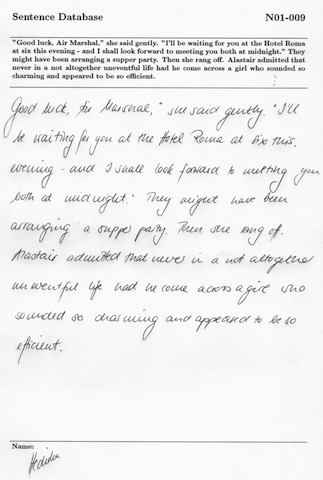 Sentence Database N01-009
"Good luck, Air Marshal," she said gently. "I'll be waiting for you at the Hotel Roma
at six this evening - and I shall look forward to meeting you both at midnight." They
might have been arranging a supper party. Then she rang off. Alastair admitted that
never in a not altogether uneventful life had he come across a girl who sounded so
charming and appeared to be so efficient.
Good luck, Air Marshal," she said gently. "I'll
be waiting for you at the Hotel Roma at six this
evening - and I shall look forward to meeting you
both at midnight." They might have been
arranging a supper party. Then she rang off.
Alastair admitted that never in a not altogether
uneventful life had he come across a girl who
sounded so charming and appeared to be so
efficient.
Name: